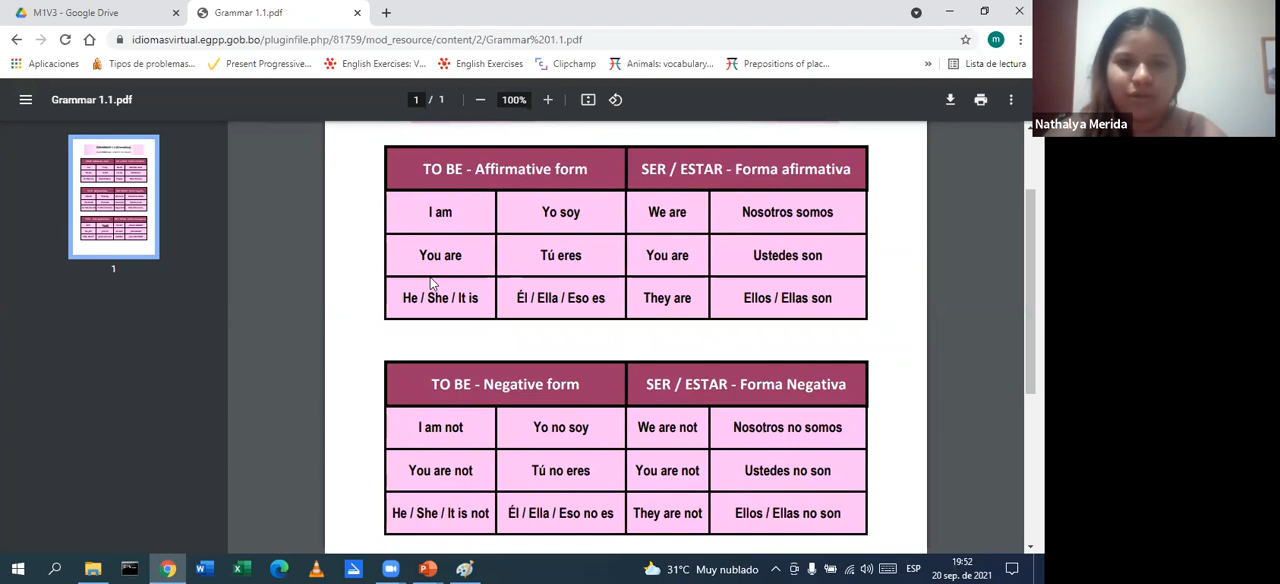 M1V3 - Google Drive
Grammar 1.1.pdf
idiomasvirtual.egpp.gob.bo/pluginfile.php/81759/mod_resource/content/2/Grammar%201.1.pdf
m
Aplicaciones
Tipos de problemas...
Present Progressive...
English Exercises: V...
English Exercises
Clipchamp
Animals: vocabulary...
Prepositions of plac...
»
Lista de lectura
Grammar 1.1.pdf
1 / 1
100%
Nathalya Merida
1
TO BE - Affirmative form
SER / ESTAR - Forma afirmativa
I am
Yo soy
We are
Nosotros somos
You are
Tú eres
You are
Ustedes son
He / She / It is
Él / Ella / Eso es
They are
Ellos / Ellas son
TO BE - Negative form
SER / ESTAR - Forma Negativa
I am not
Yo no soy
We are not
Nosotros no somos
You are not
Tú no eres
You are not
Ustedes no son
He / She / It is not
Él / Ella / Eso no es
They are not
Ellos / Ellas no son
31°C Muy nublado
ESP
19:52
20 sep. de 2021